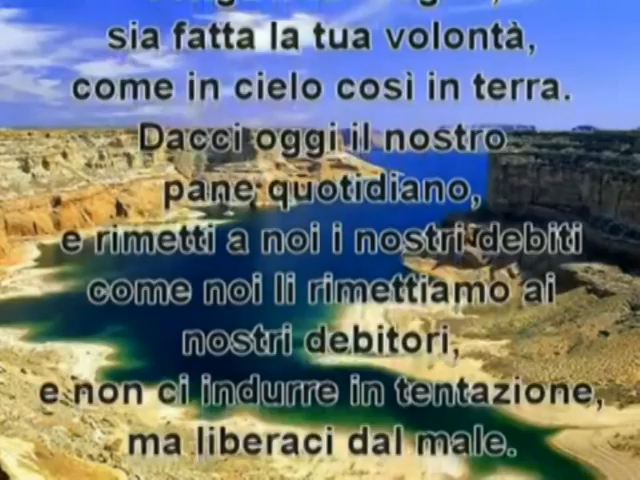 sia fatta la tua volontà,
come in cielo così in terra.
Dacci oggi il nostro
pane quotidiano,
e rimetti a noi i nostri debiti
come noi li rimettiamo ai
nostri debitori,
e non ci indurre in tentazione,
ma liberaci dal male.